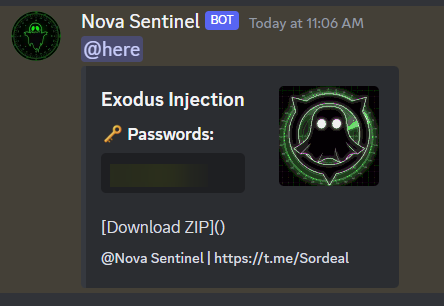 Nova Sentinel BOT Today at 11:06 AM
@here
Exodus Injection
🔑 Passwords:
[Download ZIP]()
@Nova Sentinel | https://t.me/Sordeal